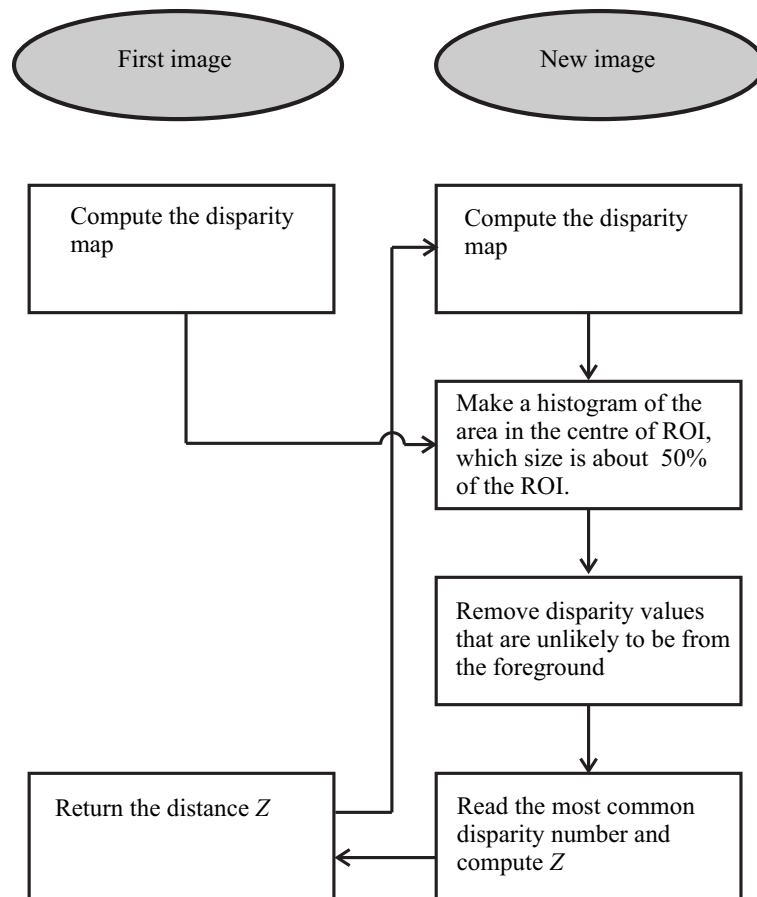 First image
New image
Compute the disparity
map
Compute the disparity
map
Make a histogram of the
area in the centre of ROI,
which size is about 50%
of the ROI.
Remove disparity values
that are unlikely to be from
the foreground
Return the distance Z
Read the most common
disparity number and
compute Z